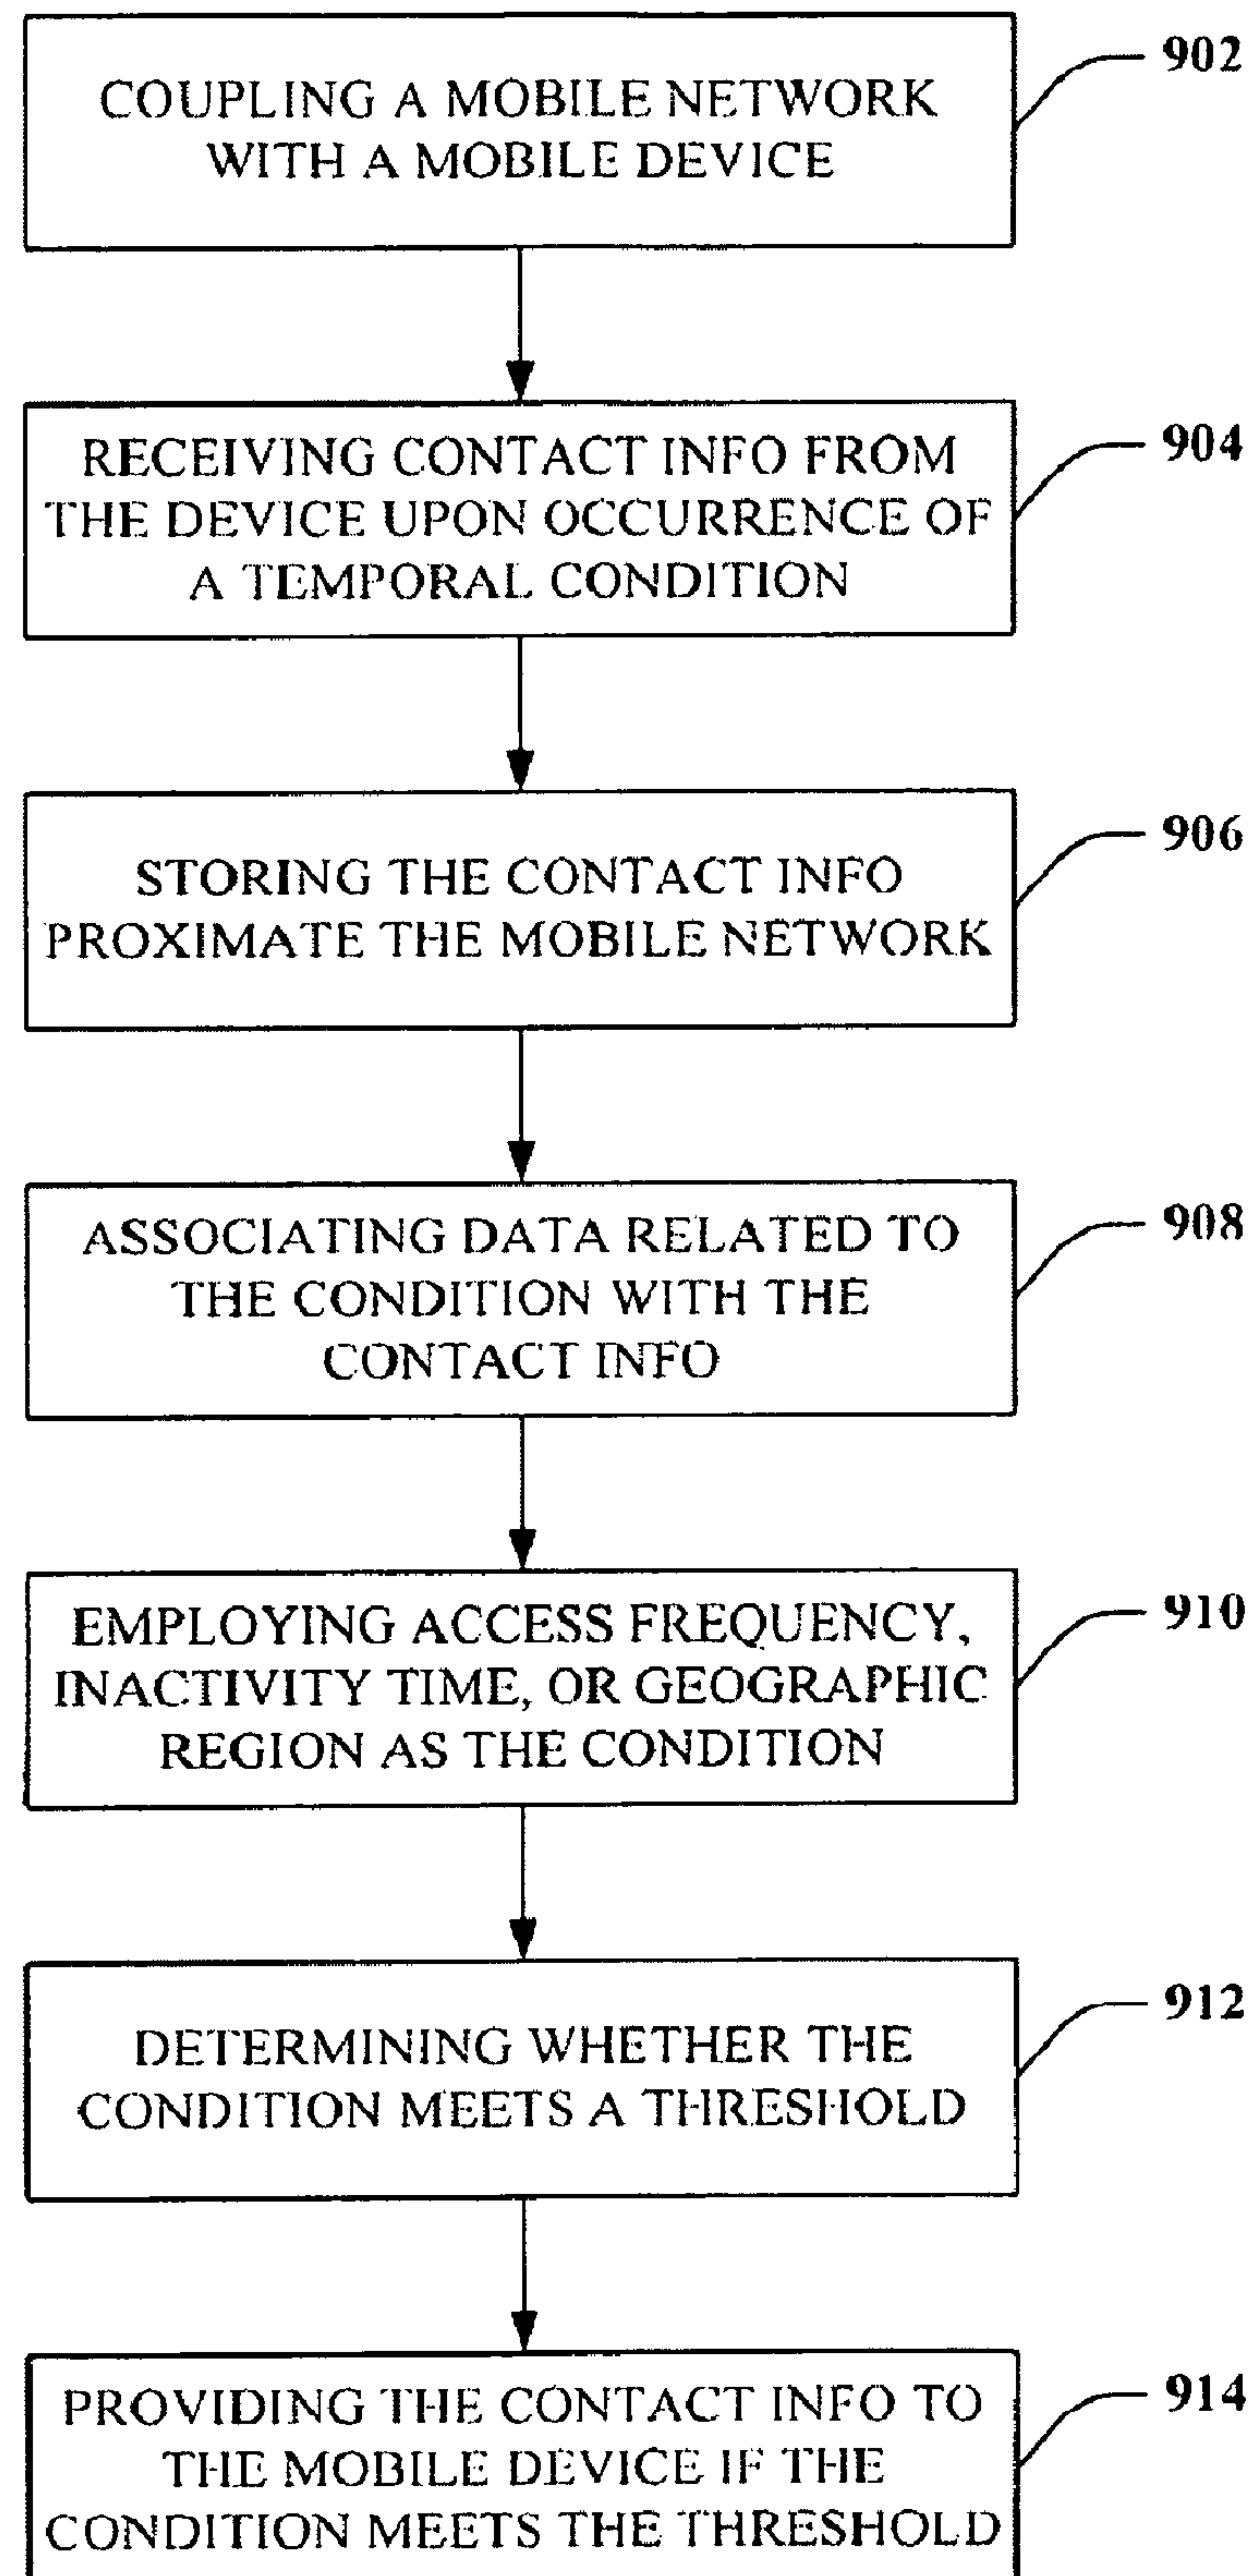 COUPLING A MOBILE NETWORK
WITH A MOBILE DEVICE
902
RECEIVING CONTACT INFO FROM
THE DEVICE UPON OCCURRENCE OF
A TEMPORAL CONDITION
904
STORING THE CONTACT INFO
PROXIMATE THE MOBILE NETWORK
906
ASSOCIATING DATA RELATED TO
THE CONDITION WITH THE
CONTACT INFO
908
EMPLOYING ACCESS FREQUENCY,
INACTIVITY TIME, OR GEOGRAPHIC
REGION AS THE CONDITION
910
DETERMINING WHETHER THE
CONDITION MEETS A THRESHOLD
912
PROVIDING THE CONTACT INFO TO
THE MOBILE DEVICE IF THE
CONDITION MEETS THE THRESHOLD
914